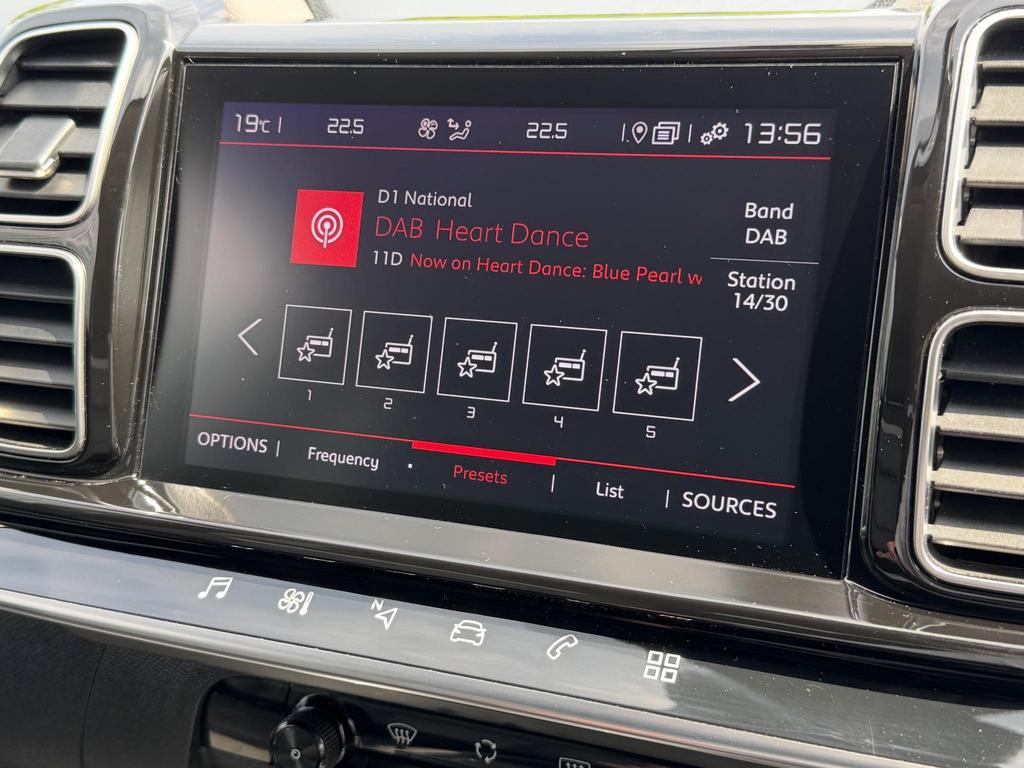 19°C 22.5 22.5 13:56
D1 National
DAB Heart Dance
11D Now on Heart Dance: Blue Pearl w
Band
DAB
Station
14/30
1 2 3 4 5
OPTIONS Frequency Presets List SOURCES
N